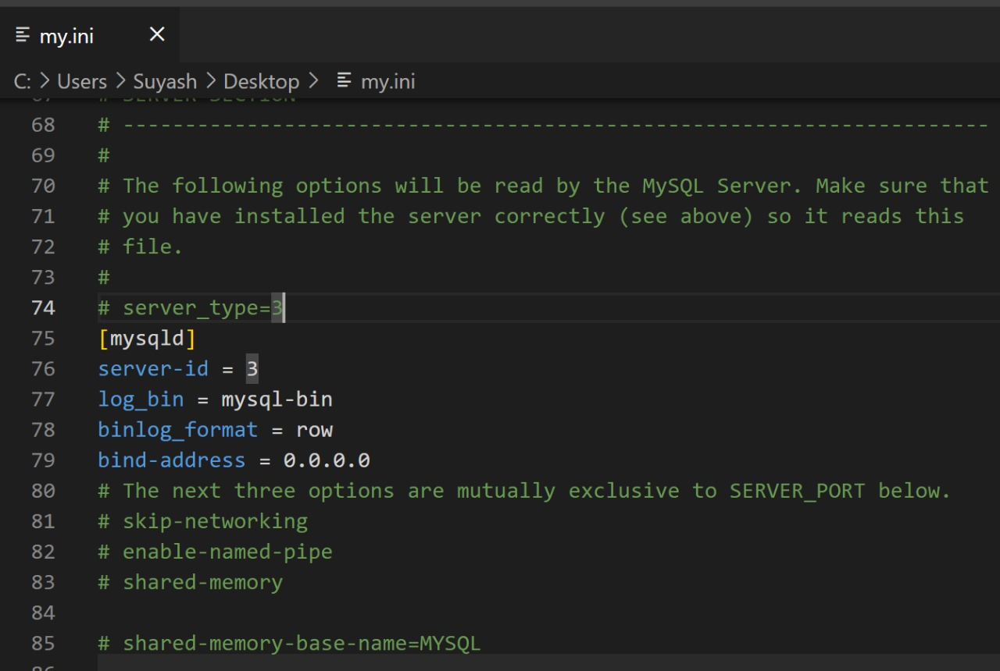 my.ini
C: > Users > Suyash > Desktop > my.ini
67 # SERVER SECTION
68 # ----------------------------------------------------------------------
69 #
70 # The following options will be read by the MySQL Server. Make sure that
71 # you have installed the server correctly (see above) so it reads this
72 # file.
73 #
74 # server_type=3
75 [mysqld]
76 server-id = 3
77 log_bin = mysql-bin
78 binlog_format = row
79 bind-address = 0.0.0.0
80 # The next three options are mutually exclusive to SERVER_PORT below.
81 # skip-networking
82 # enable-named-pipe
83 # shared-memory
84
85 # shared-memory-base-name=MYSQL
86